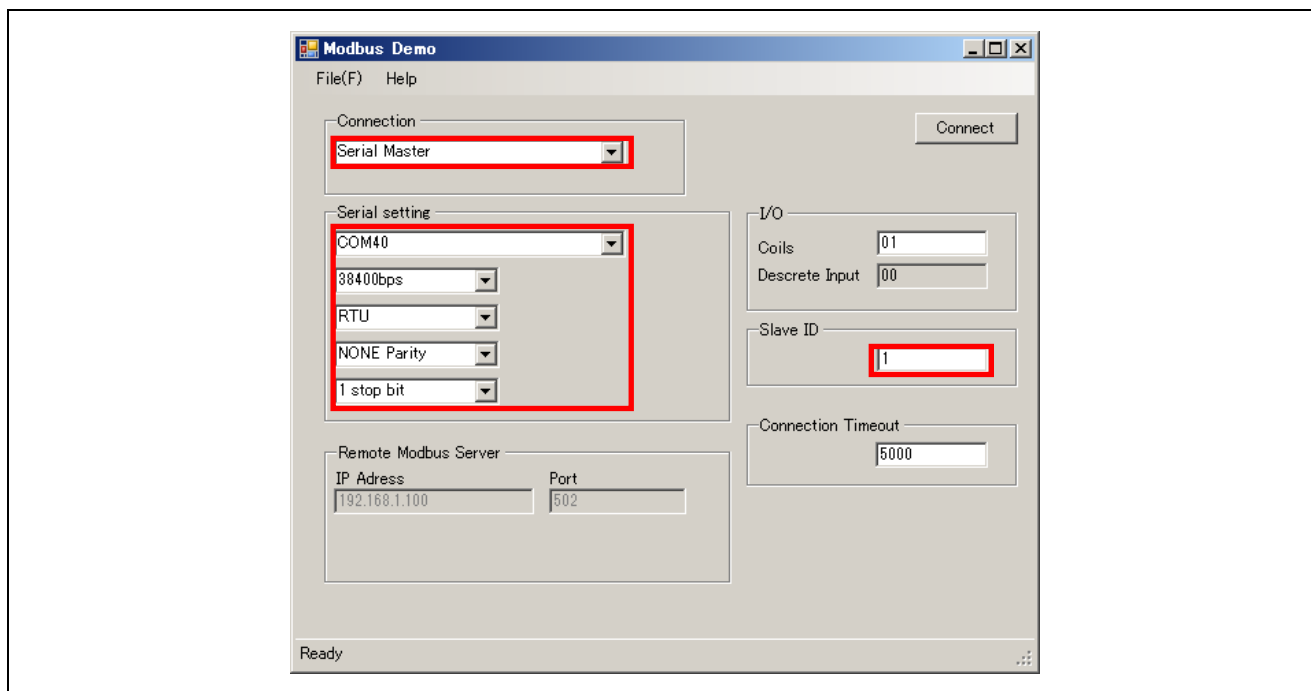 Modbus Demo
File(F) Help
Connection
Serial Master
Connect
Serial setting
COM40
38400bps
RTU
NONE Parity
1 stop bit
I/O
Coils 01
Descrete Input 00
Slave ID
1
Connection Timeout
5000
Remote Modbus Server
IP Adress Port
192.168.1.100 502
Ready